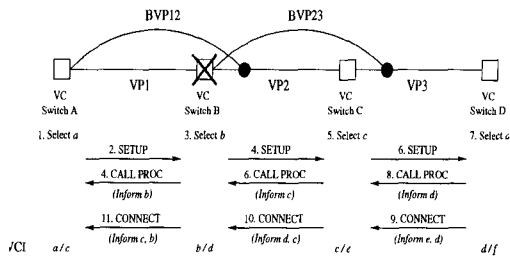 BVP12 BVP23
VP1 VP2 VP3
VC Switch A
VC Switch B
VC Switch C
VC Switch D
1. Select a
3. Select b
5. Select c
7. Select d
2. SETUP 4. SETUP 6. SETUP
4. CALL PROC 6. CALL PROC 8. CALL PROC
(Inform b) (Inform c) (Inform d)
11. CONNECT 10. CONNECT 9. CONNECT
(Inform c, b) (Inform d, c) (Inform e, d)
VCI a/c b/d c/e d/f